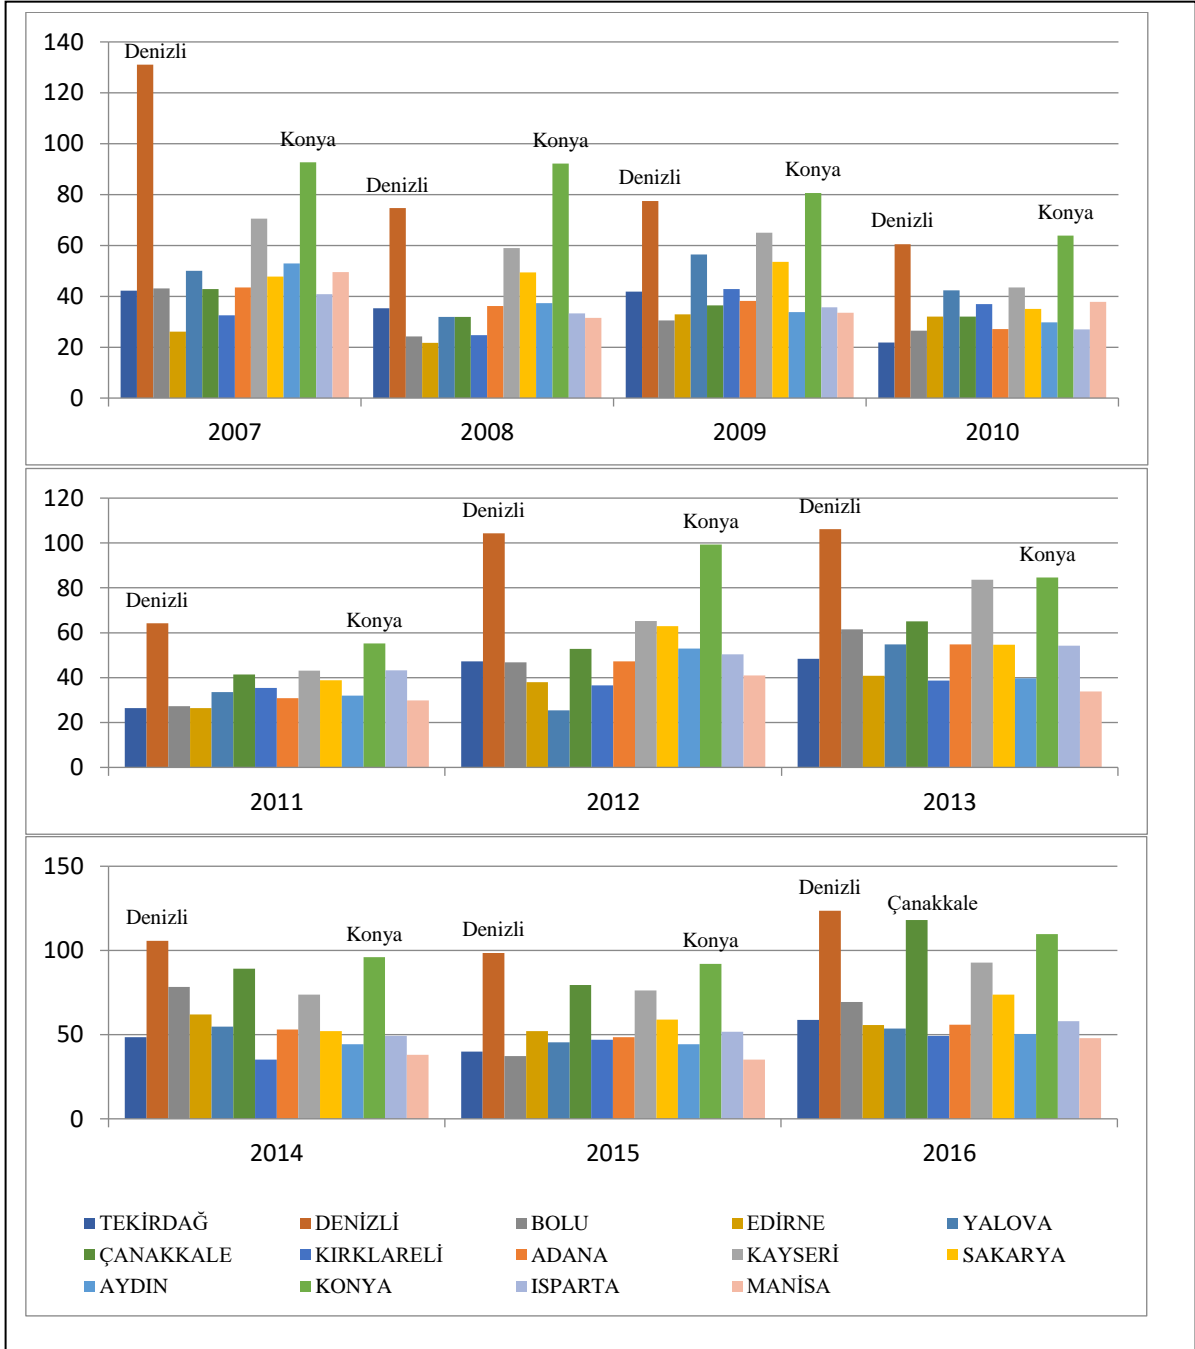 140
Denizli
120
100
Konya
Konya
80
Denizli
Denizli
Konya
60
Denizli
Konya
40
20
0
2007
2008
2009
2010
120
Denizli
Denizli
100
Konya
80
Denizli
Konya
60
Konya
40
20
0
2011
2012
2013
150
Denizli
Çanakkale
Denizli
Konya
Denizli
Konya
100
50
0
2014
2015
2016
TEKİRDAĞ DENİZLİ BOLU EDİRNE YALOVA
ÇANAKKALE KIRKLARELİ ADANA KAYSERİ SAKARYA
AYDIN KONYA ISPARTA MANİSA